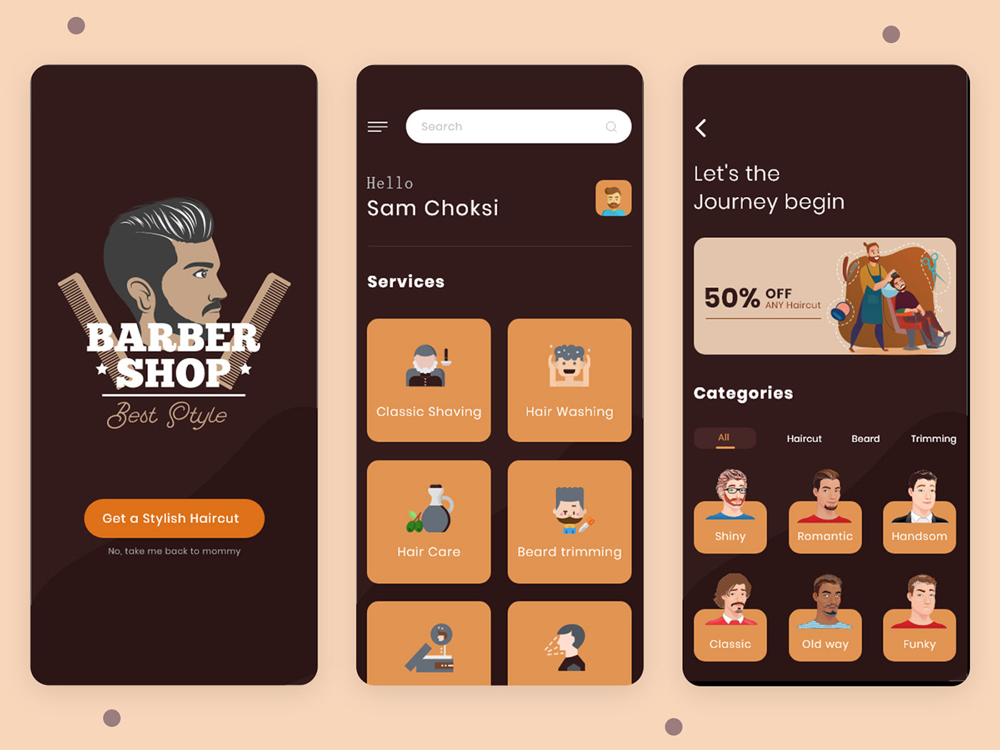 BARBER
SHOP
Best Style
Get a Stylish Haircut
No, take me back to mommy
Search
Hello
Sam Choksi
Services
Classic Shaving
Hair Washing
Hair Care
Beard trimming
Let's the
Journey begin
50% OFF
ANY Haircut
Categories
All Haircut Beard Trimming
Shiny Romantic Handsom
Classic Old way Funky